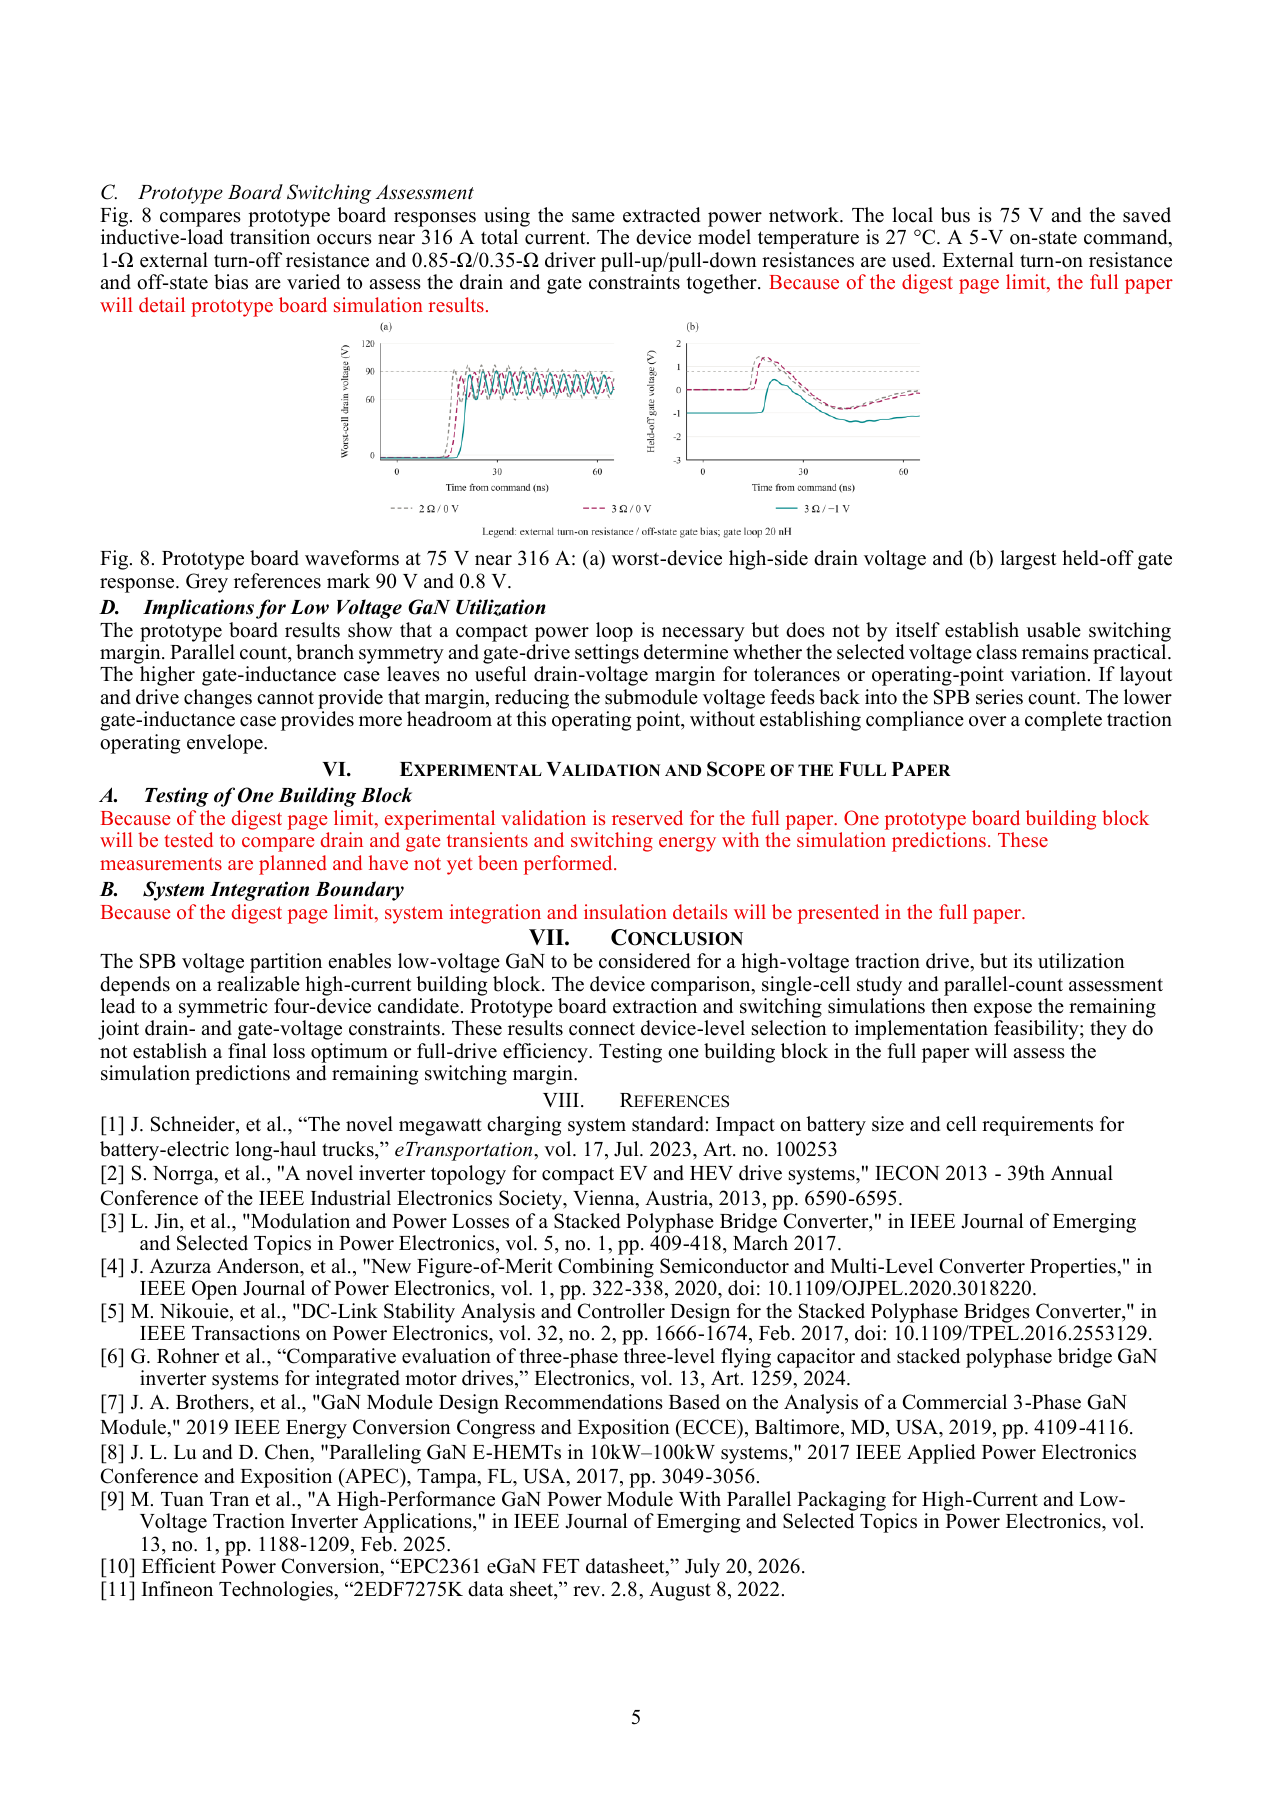 C. Prototype Board Switching Assessment
Fig. 8 compares prototype board responses using the same extracted power network. The local bus is 75 V and the saved
inductive-load transition occurs near 316 A total current. The device model temperature is 27 °C. A 5-V on-state command,
1-Ω external turn-off resistance and 0.85-Ω/0.35-Ω driver pull-up/pull-down resistances are used. External turn-on resistance
and off-state bias are varied to assess the drain and gate constraints together. Because of the digest page limit, the full paper
will detail prototype board simulation results.
(a)
Worst-cell drain voltage (V)
120
90
60
0
0 30 60
Time from command (ns)
(b)
Held-off gate voltage (V)
2
1
0
-1
-2
-3
0 30 60
Time from command (ns)
2 Ω / 0 V 3 Ω / 0 V 3 Ω / −1 V
Legend: external turn-on resistance / off-state gate bias; gate loop 20 nH
Fig. 8. Prototype board waveforms at 75 V near 316 A: (a) worst-device high-side drain voltage and (b) largest held-off gate
response. Grey references mark 90 V and 0.8 V.
D. Implications for Low Voltage GaN Utilization
The prototype board results show that a compact power loop is necessary but does not by itself establish usable switching
margin. Parallel count, branch symmetry and gate-drive settings determine whether the selected voltage class remains practical.
The higher gate-inductance case leaves no useful drain-voltage margin for tolerances or operating-point variation. If layout
and drive changes cannot provide that margin, reducing the submodule voltage feeds back into the SPB series count. The lower
gate-inductance case provides more headroom at this operating point, without establishing compliance over a complete traction
operating envelope.
VI. EXPERIMENTAL VALIDATION AND SCOPE OF THE FULL PAPER
A. Testing of One Building Block
Because of the digest page limit, experimental validation is reserved for the full paper. One prototype board building block
will be tested to compare drain and gate transients and switching energy with the simulation predictions. These
measurements are planned and have not yet been performed.
B. System Integration Boundary
Because of the digest page limit, system integration and insulation details will be presented in the full paper.
VII. CONCLUSION
The SPB voltage partition enables low-voltage GaN to be considered for a high-voltage traction drive, but its utilization
depends on a realizable high-current building block. The device comparison, single-cell study and parallel-count assessment
lead to a symmetric four-device candidate. Prototype board extraction and switching simulations then expose the remaining
joint drain- and gate-voltage constraints. These results connect device-level selection to implementation feasibility; they do
not establish a final loss optimum or full-drive efficiency. Testing one building block in the full paper will assess the
simulation predictions and remaining switching margin.
VIII. REFERENCES
[1] J. Schneider, et al., “The novel megawatt charging system standard: Impact on battery size and cell requirements for
battery-electric long-haul trucks,” eTransportation, vol. 17, Jul. 2023, Art. no. 100253
[2] S. Norrga, et al., "A novel inverter topology for compact EV and HEV drive systems," IECON 2013 - 39th Annual
Conference of the IEEE Industrial Electronics Society, Vienna, Austria, 2013, pp. 6590-6595.
[3] L. Jin, et al., "Modulation and Power Losses of a Stacked Polyphase Bridge Converter," in IEEE Journal of Emerging
and Selected Topics in Power Electronics, vol. 5, no. 1, pp. 409-418, March 2017.
[4] J. Azurza Anderson, et al., "New Figure-of-Merit Combining Semiconductor and Multi-Level Converter Properties," in
IEEE Open Journal of Power Electronics, vol. 1, pp. 322-338, 2020, doi: 10.1109/OJPEL.2020.3018220.
[5] M. Nikouie, et al., "DC-Link Stability Analysis and Controller Design for the Stacked Polyphase Bridges Converter," in
IEEE Transactions on Power Electronics, vol. 32, no. 2, pp. 1666-1674, Feb. 2017, doi: 10.1109/TPEL.2016.2553129.
[6] G. Rohner et al., “Comparative evaluation of three-phase three-level flying capacitor and stacked polyphase bridge GaN
inverter systems for integrated motor drives,” Electronics, vol. 13, Art. 1259, 2024.
[7] J. A. Brothers, et al., "GaN Module Design Recommendations Based on the Analysis of a Commercial 3-Phase GaN
Module," 2019 IEEE Energy Conversion Congress and Exposition (ECCE), Baltimore, MD, USA, 2019, pp. 4109-4116.
[8] J. L. Lu and D. Chen, "Paralleling GaN E-HEMTs in 10kW–100kW systems," 2017 IEEE Applied Power Electronics
Conference and Exposition (APEC), Tampa, FL, USA, 2017, pp. 3049-3056.
[9] M. Tuan Tran et al., "A High-Performance GaN Power Module With Parallel Packaging for High-Current and Low-
Voltage Traction Inverter Applications," in IEEE Journal of Emerging and Selected Topics in Power Electronics, vol.
13, no. 1, pp. 1188-1209, Feb. 2025.
[10] Efficient Power Conversion, “EPC2361 eGaN FET datasheet,” July 20, 2026.
[11] Infineon Technologies, “2EDF7275K data sheet,” rev. 2.8, August 8, 2022.
5